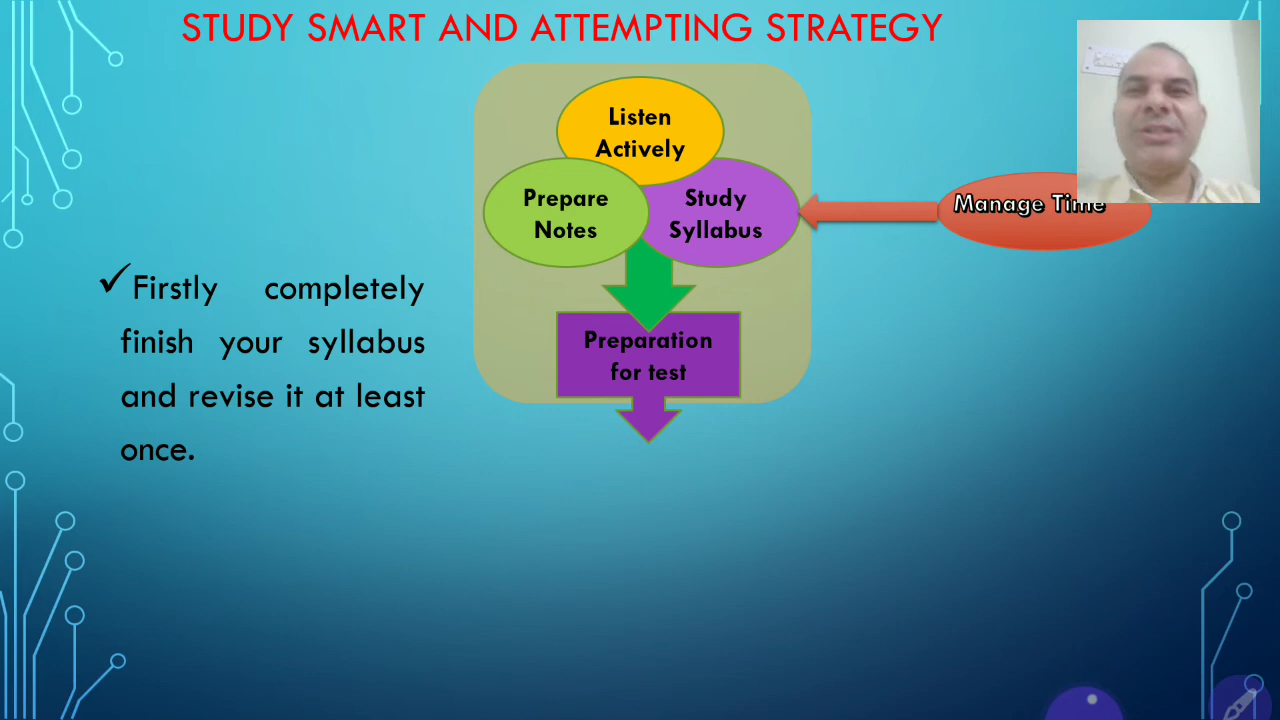 STUDY SMART AND ATTEMPTING STRATEGY
Listen
Actively
Prepare
Notes
Study
Syllabus
Manage Time
✓Firstly completely
finish your syllabus
and revise it at least
once.
Preparation
for test